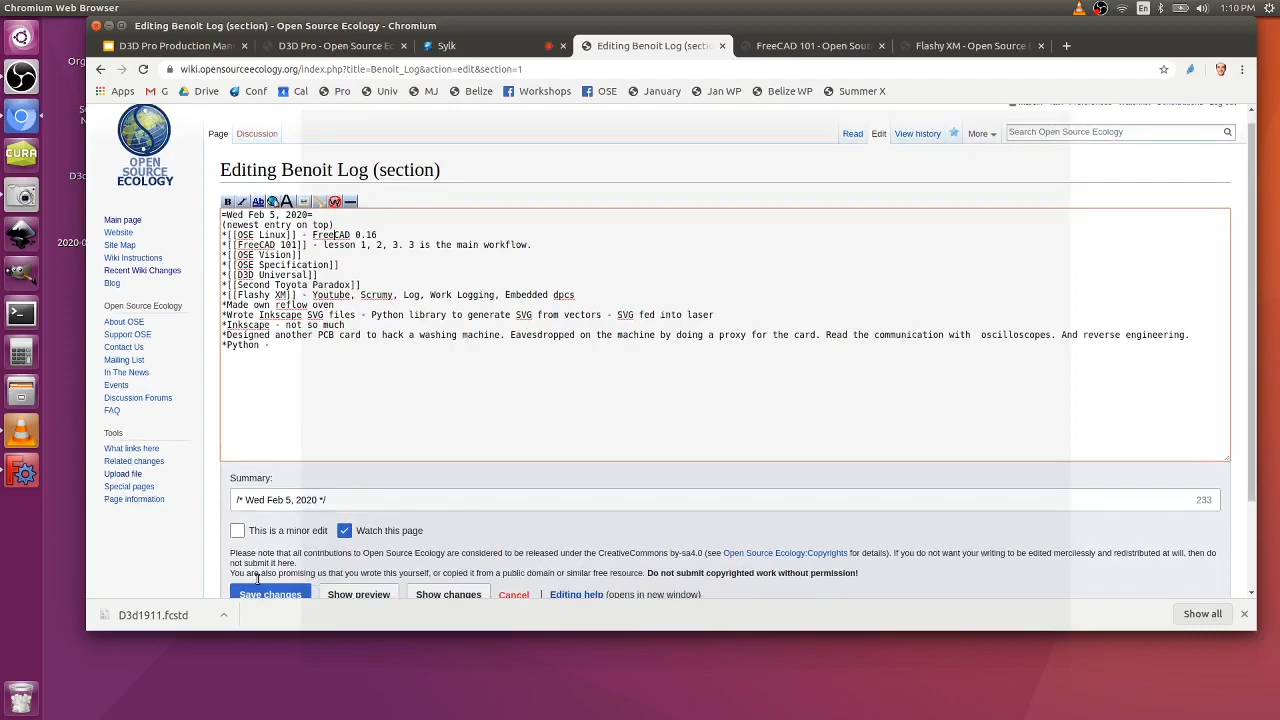 Chromium Web Browser
En
1:10 PM
Editing Benoit Log (section) - Open Source Ecology - Chromium
D3D Pro Production Man
D3D Pro - Open Source Ec
Sylk
Editing Benoit Log (sectio
FreeCAD 101 - Open Sour
Flashy XM - Open Source E
wiki.opensourceecology.org/index.php?title=Benoit_Log&action=edit&section=1
Apps
G
Drive
Conf
Cal
Pro
Univ
MJ
Belize
Workshops
OSE
January
Jan WP
Belize WP
Summer X
OPEN
SOURCE
ECOLOGY
Page
Discussion
Read
Edit
View history
More
Search Open Source Ecology
Editing Benoit Log (section)
Main page
Website
Site Map
Wiki Instructions
Recent Wiki Changes
Blog
Open Source Ecology
About OSE
Support OSE
Contact Us
Mailing List
In The News
Events
Discussion Forums
FAQ
Tools
What links here
Related changes
Upload file
Special pages
Page information
B
Ab
A
=Wed Feb 5, 2020=
(newest entry on top)
*[[OSE Linux]] - FreeCAD 0.16
*[[FreeCAD 101]] - lesson 1, 2, 3. 3 is the main workflow.
*[[OSE Vision]]
*[[OSE Specification]]
*[[D3D Universal]]
*[[Second Toyota Paradox]]
*[[Flashy XM]] - Youtube, Scrumy, Log, Work Logging, Embedded dpcs
*Made own reflow oven
*Wrote Inkscape SVG files - Python library to generate SVG from vectors - SVG fed into laser
*Inkscape - not so much
*Designed another PCB card to hack a washing machine. Eavesdropped on the machine by doing a proxy for the card. Read the communication with  oscilloscopes. And reverse engineering.
*Python -
Summary:
/* Wed Feb 5, 2020 */
233
This is a minor edit
Watch this page
Please note that all contributions to Open Source Ecology are considered to be released under the CreativeCommons by-sa4.0 (see Open Source Ecology:Copyrights for details). If you do not want your writing to be edited mercilessly and redistributed at will, then do
not submit it here.
You are also promising us that you wrote this yourself, or copied it from a public domain or similar free resource. Do not submit copyrighted work without permission!
Save changes
Show preview
Show changes
Cancel
|
Editing help (opens in new window)
D3d1911.fcstd
Show all
CURA
Org
S
N
D3d
2020-0